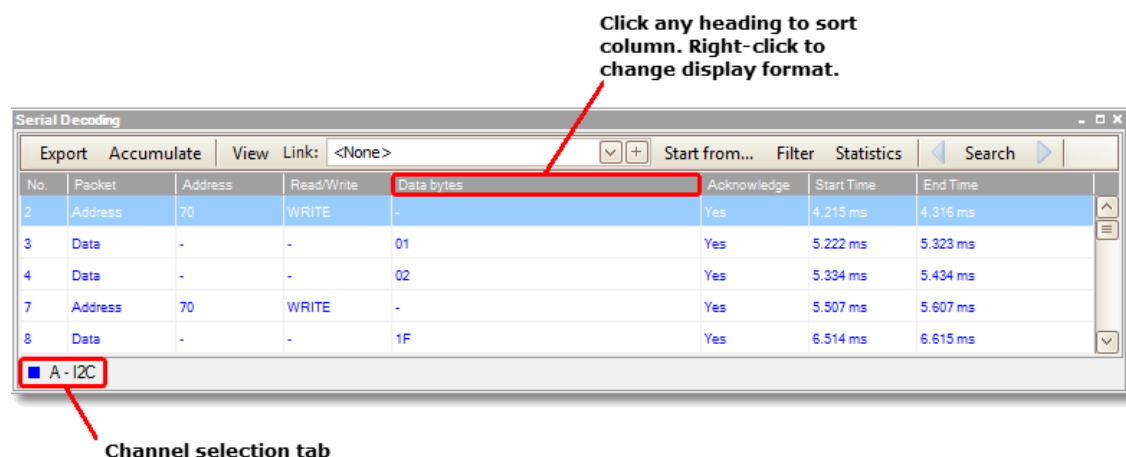 Click any heading to sort
column. Right-click to
change display format.
Serial Decoding
Export Accumulate View Link: <None> Start from... Filter Statistics Search
No. Packet Address Read/Write Data bytes Acknowledge Start Time End Time
2 Address 70 WRITE - Yes 4.215 ms 4.316 ms
3 Data - - 01 Yes 5.222 ms 5.323 ms
4 Data - - 02 Yes 5.334 ms 5.434 ms
7 Address 70 WRITE - Yes 5.507 ms 5.607 ms
8 Data - - 1F Yes 6.514 ms 6.615 ms
A - I2C
Channel selection tab